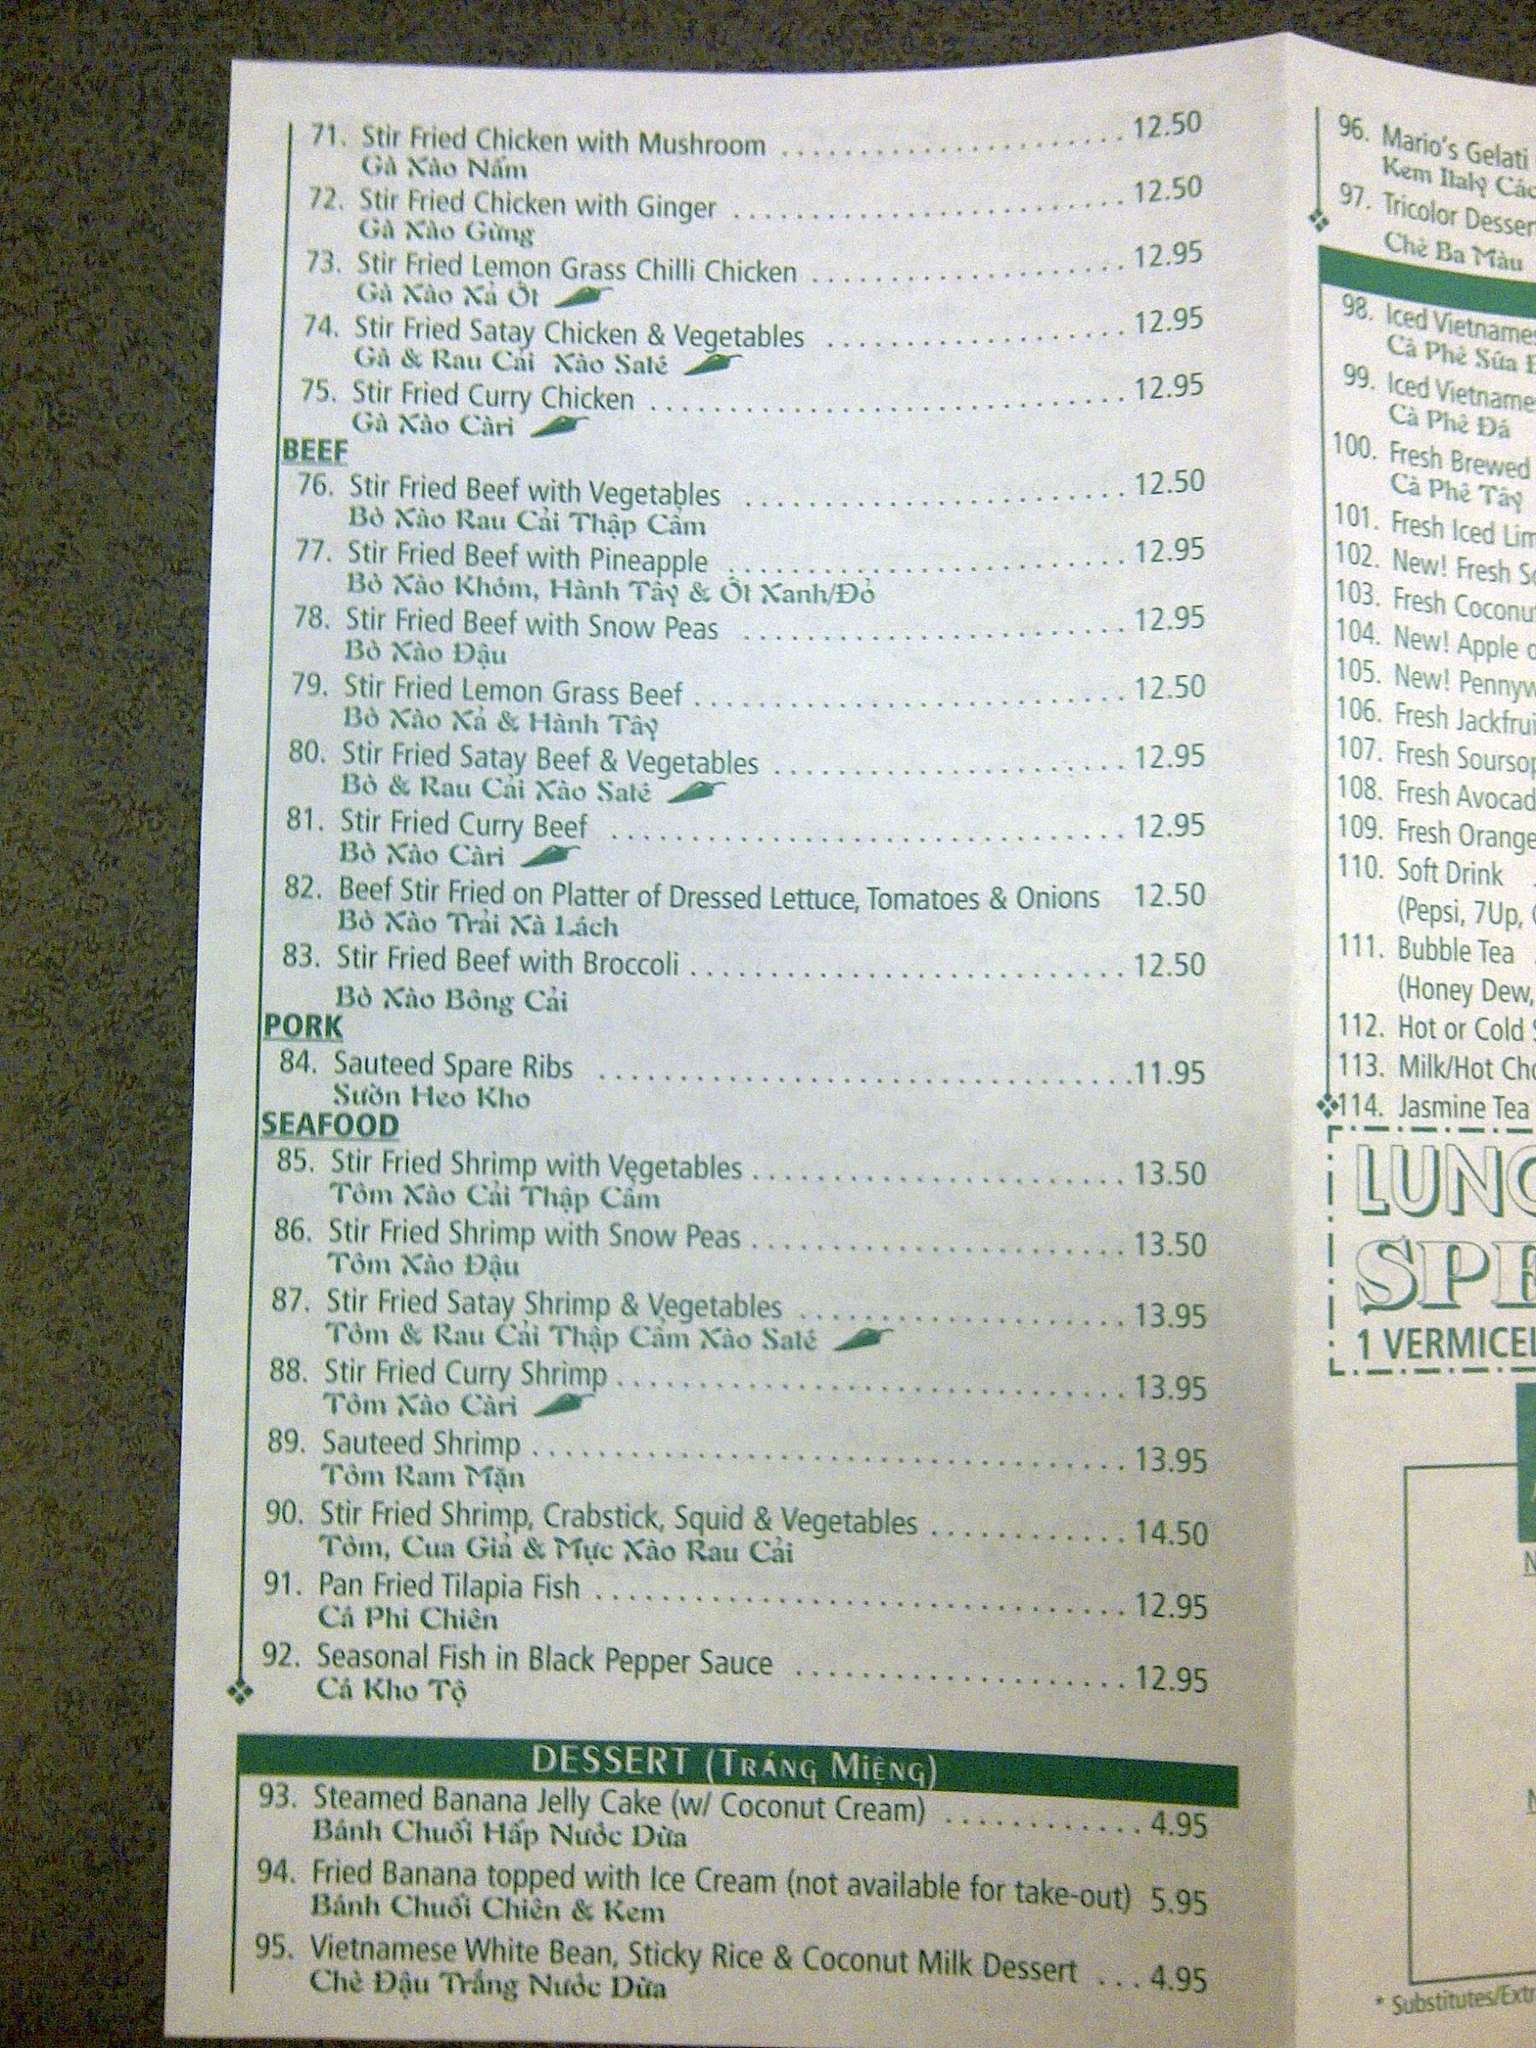 71. Stir Fried Chicken with Mushroom 12.50
Gà Xào Nấm
72. Stir Fried Chicken with Ginger 12.50
Gà Xào Gừng
73. Stir Fried Lemon Grass Chilli Chicken 12.95
Gà Xào Xả Ớt
74. Stir Fried Satay Chicken & Vegetables 12.95
Gà & Rau Cải Xào Saté
75. Stir Fried Curry Chicken 12.95
Gà Xào Càri
BEEF
76. Stir Fried Beef with Vegetables 12.50
Bò Xào Rau Cải Thập Cẩm
77. Stir Fried Beef with Pineapple 12.95
Bò Xào Khóm, Hành Tây & Ớt Xanh/Đỏ
78. Stir Fried Beef with Snow Peas 12.95
Bò Xào Đậu
79. Stir Fried Lemon Grass Beef 12.50
Bò Xào Xả & Hành Tây
80. Stir Fried Satay Beef & Vegetables 12.95
Bò & Rau Cải Xào Saté
81. Stir Fried Curry Beef 12.95
Bò Xào Càri
82. Beef Stir Fried on Platter of Dressed Lettuce, Tomatoes & Onions 12.50
Bò Xào Trải Xà Lách
83. Stir Fried Beef with Broccoli 12.50
Bò Xào Bông Cải
PORK
84. Sauteed Spare Ribs 11.95
Sườn Heo Kho
SEAFOOD
85. Stir Fried Shrimp with Vegetables 13.50
Tôm Xào Cải Thập Cẩm
86. Stir Fried Shrimp with Snow Peas 13.50
Tôm Xào Đậu
87. Stir Fried Satay Shrimp & Vegetables 13.95
Tôm & Rau Cải Thập Cẩm Xào Saté
88. Stir Fried Curry Shrimp 13.95
Tôm Xào Càri
89. Sauteed Shrimp 13.95
Tôm Ram Mặn
90. Stir Fried Shrimp, Crabstick, Squid & Vegetables 14.50
Tôm, Cua Giả & Mực Xào Rau Cải
91. Pan Fried Tilapia Fish 12.95
Cá Phi Chiên
92. Seasonal Fish in Black Pepper Sauce 12.95
Cá Kho Tộ
DESSERT (Tráng Miệng)
93. Steamed Banana Jelly Cake (w/ Coconut Cream) 4.95
Bánh Chuối Hấp Nước Dừa
94. Fried Banana topped with Ice Cream (not available for take-out) 5.95
Bánh Chuối Chiên & Kem
95. Vietnamese White Bean, Sticky Rice & Coconut Milk Dessert 4.95
Chè Đậu Trắng Nước Dừa
96. Mario's Gelati
Kem Italy
97. Tricolor
Chè Ba Màu
98. Iced
Cà Phê Sữa
99. Iced
Cà Phê Đá
100. Fresh Brewed
Cà Phê Tây
101. Fresh Iced
102. New! Fresh
103. Fresh
104. New! Apple
105. New!
106. Fresh
107. Fresh
108. Fresh
109. Fresh Orange
110. Soft Drink
(Pepsi, 7Up,
111. Bubble Tea
(Honey Dew,
112. Hot or Cold
113. Milk/Hot
114. Jasmine Tea
1